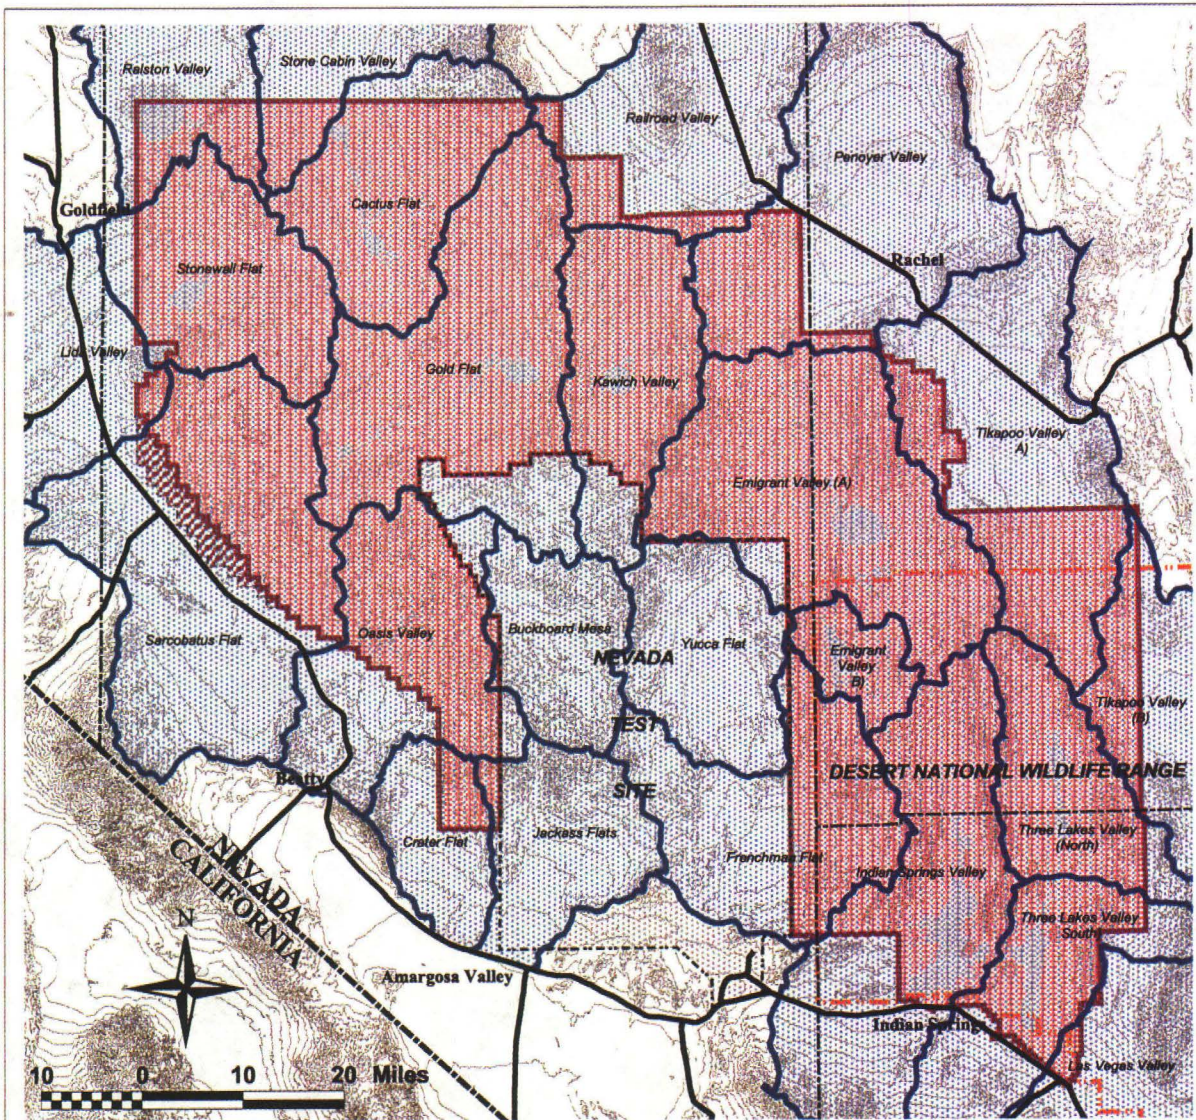 Ralston Valley
Stone Cabin Valley
Railroad Valley
Penoyer Valley
Goldfield
Cactus Flat
Stonewall Flat
Rachel
Lida Valley
Gold Flat
Kawich Valley
Tikapoo Valley
A)
Emigrant Valley (A)
Sarcobatus Flat
Oasis Valley
Buckboard Mesa
Yucca Flat
Emigrant
Valley
B)
NEVADA
TEST
SITE
Tikapoo Valley
(B)
DESERT NATIONAL WILDLIFE RANGE
Beatty
Crater Flat
Jackass Flats
Frenchman Flat
Three Lakes Valley
(North)
Indian Springs Valley
Three Lakes Valley
South)
NEVADA
CALIFORNIA
N
Amargosa Valley
Indian Springs
Las Vegas Valley
10 0 10 20 Miles